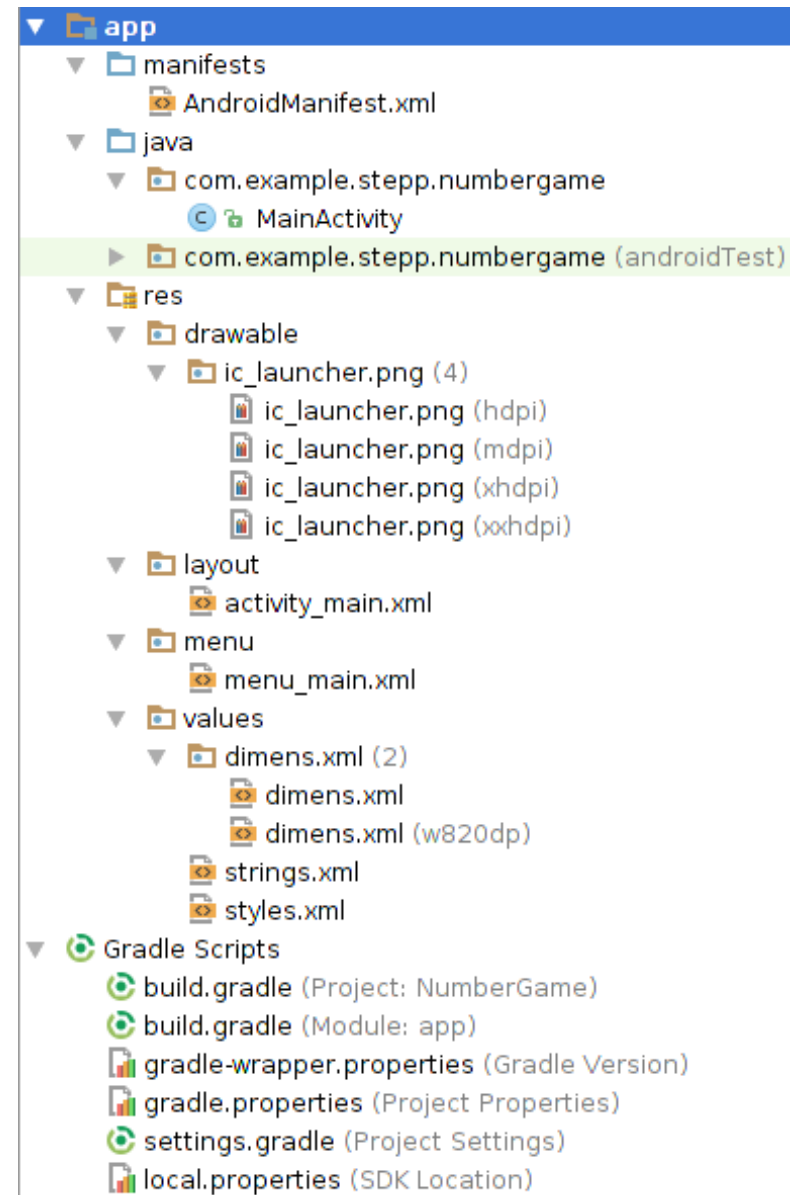 app
manifests
AndroidManifest.xml
java
com.example.stepp.numbergame
C MainActivity
com.example.stepp.numbergame (androidTest)
res
drawable
ic_launcher.png (4)
ic_launcher.png (hdpi)
ic_launcher.png (mdpi)
ic_launcher.png (xhdpi)
ic_launcher.png (xxhdpi)
layout
activity_main.xml
menu
menu_main.xml
values
dimens.xml (2)
dimens.xml
dimens.xml (w820dp)
strings.xml
styles.xml
Gradle Scripts
build.gradle (Project: NumberGame)
build.gradle (Module: app)
gradle-wrapper.properties (Gradle Version)
gradle.properties (Project Properties)
settings.gradle (Project Settings)
local.properties (SDK Location)